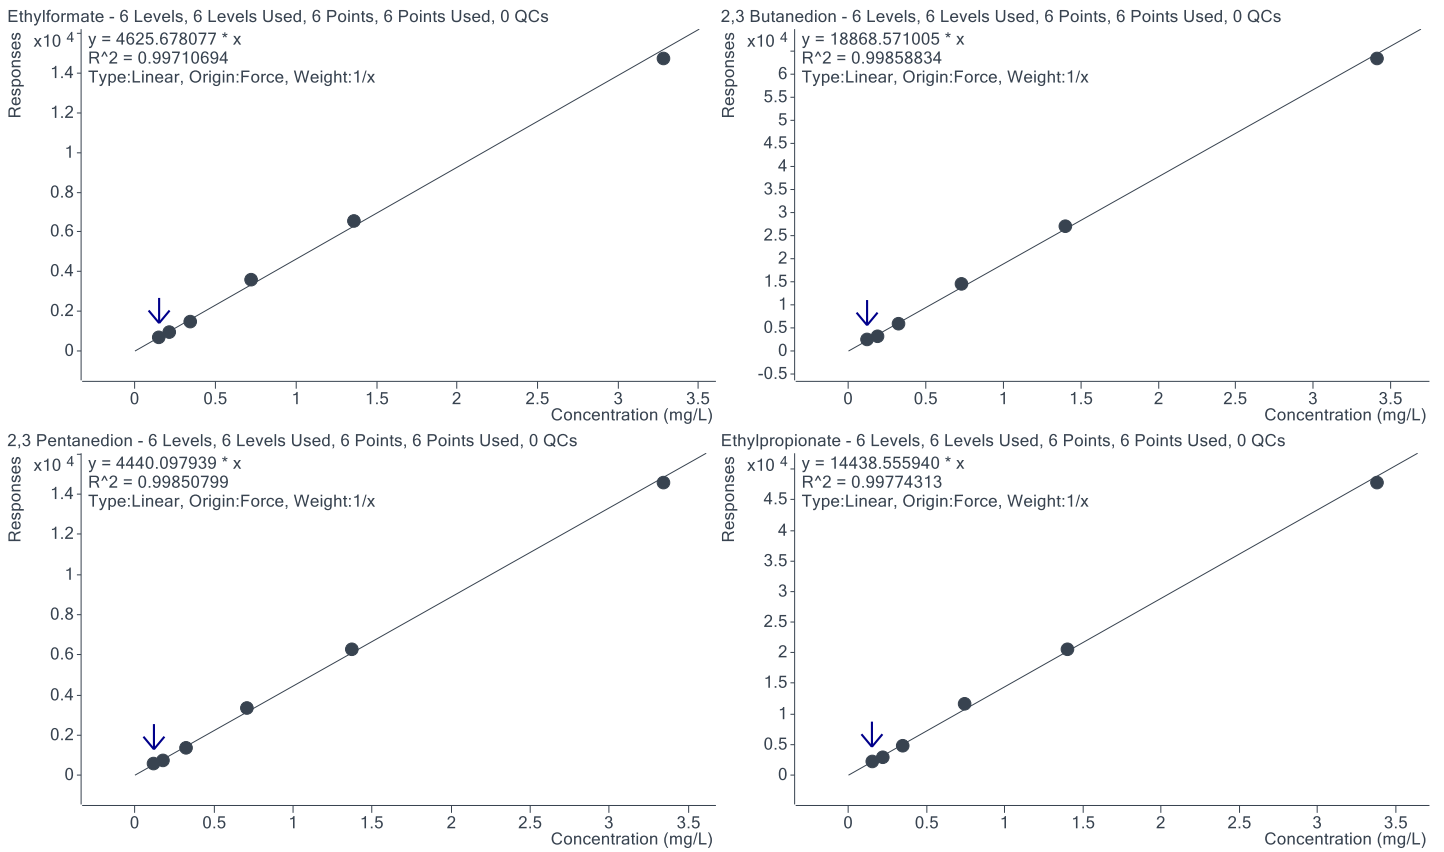 Ethylformate - 6 Levels, 6 Levels Used, 6 Points, 6 Points Used, 0 QCs
Responses
x10 4
y = 4625.678077 * x
R^2 = 0.99710694
Type:Linear, Origin:Force, Weight:1/x
1.4
1.2
1
0.8
0.6
0.4
0.2
0
0 0.5 1 1.5 2 2.5 3 3.5
Concentration (mg/L)
2,3 Butanedion - 6 Levels, 6 Levels Used, 6 Points, 6 Points Used, 0 QCs
Responses
x10 4
y = 18868.571005 * x
R^2 = 0.99858834
Type:Linear, Origin:Force, Weight:1/x
6
5.5
5
4.5
4
3.5
3
2.5
2
1.5
1
0.5
0
-0.5
0 0.5 1 1.5 2 2.5 3 3.5
Concentration (mg/L)
2,3 Pentanedion - 6 Levels, 6 Levels Used, 6 Points, 6 Points Used, 0 QCs
Responses
x10 4
y = 4440.097939 * x
R^2 = 0.99850799
Type:Linear, Origin:Force, Weight:1/x
1.4
1.2
1
0.8
0.6
0.4
0.2
0
0 0.5 1 1.5 2 2.5 3 3.5
Concentration (mg/L)
Ethylpropionate - 6 Levels, 6 Levels Used, 6 Points, 6 Points Used, 0 QCs
Responses
x10 4
y = 14438.555940 * x
R^2 = 0.99774313
Type:Linear, Origin:Force, Weight:1/x
4.5
4
3.5
3
2.5
2
1.5
1
0.5
0
0 0.5 1 1.5 2 2.5 3 3.5
Concentration (mg/L)